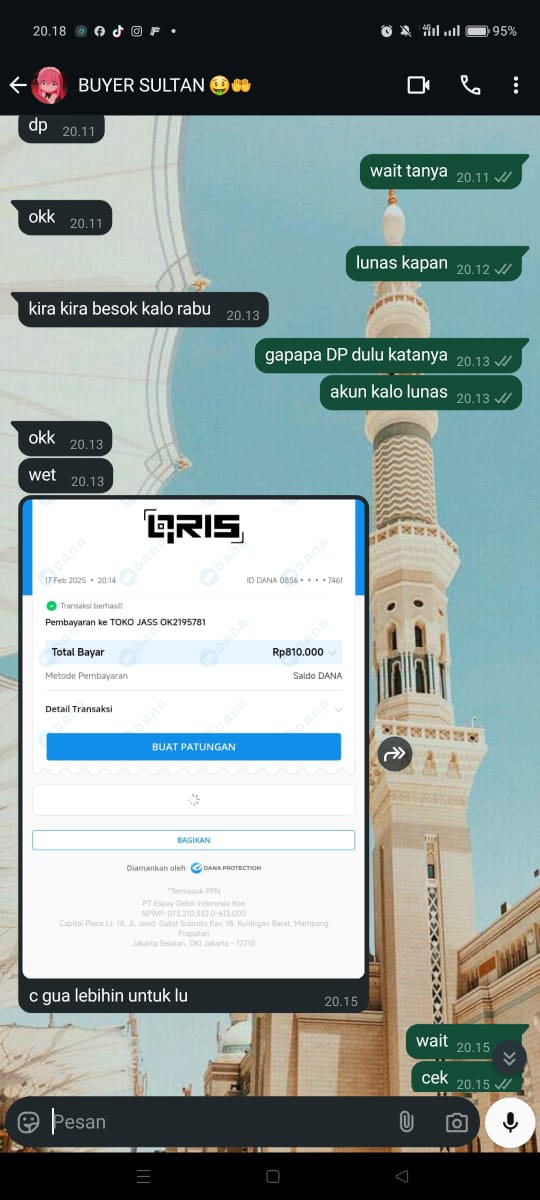 20.18
4G
95%
BUYER SULTAN 🤑🤲
dp 20.11
wait tanya 20.11
okk 20.11
lunas kapan 20.12
kira kira besok kalo rabu 20.13
gapapa DP dulu katanya 20.13
akun kalo lunas 20.13
okk 20.13
wet 20.13
QRIS
17 Feb 2025 • 20:14 ID DANA 0856 • • • • 7461
Transaksi berhasil!
Pembayaran ke TOKO JASS OK2195781
Total Bayar Rp810.000
Metode Pembayaran Saldo DANA
Detail Transaksi
BUAT PATUNGAN
BAGIKAN
Diamankan oleh DANA PROTECTION
*Termasuk PPN
PT Espay Debit Indonesia Koe
NPWP: 073.210.332.0-613.000
Capital Place Lt. 18, Jl. Jend. Gatot Subroto Kav. 18, Kuningan Barat, Mampang
Prapatan
Jakarta Selatan, DKI Jakarta - 12710
c gua lebihin untuk lu 20.15
wait 20.15
cek 20.15
Pesan